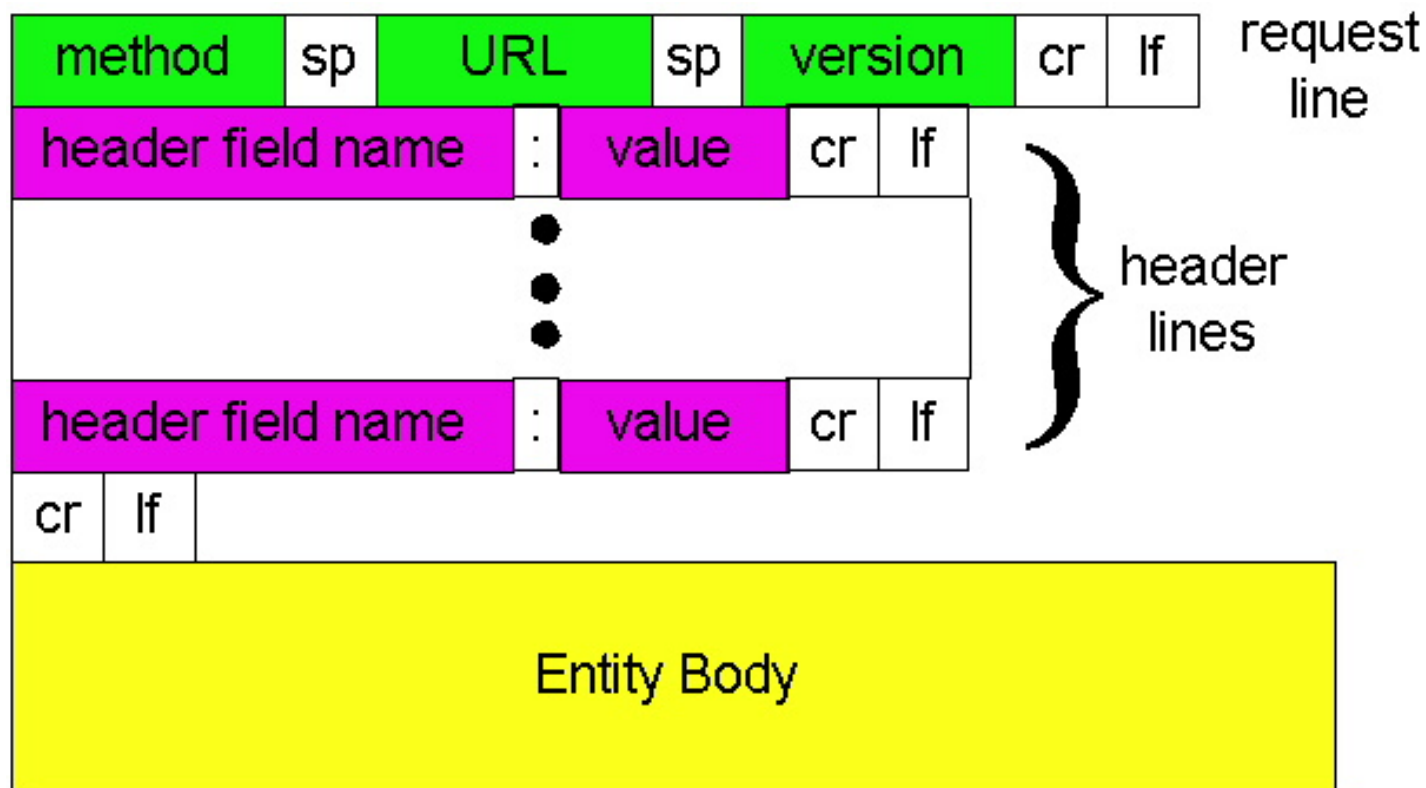 method sp URL sp version cr lf request
line
header field name : value cr lf
header
lines
header field name : value cr lf
cr lf
Entity Body